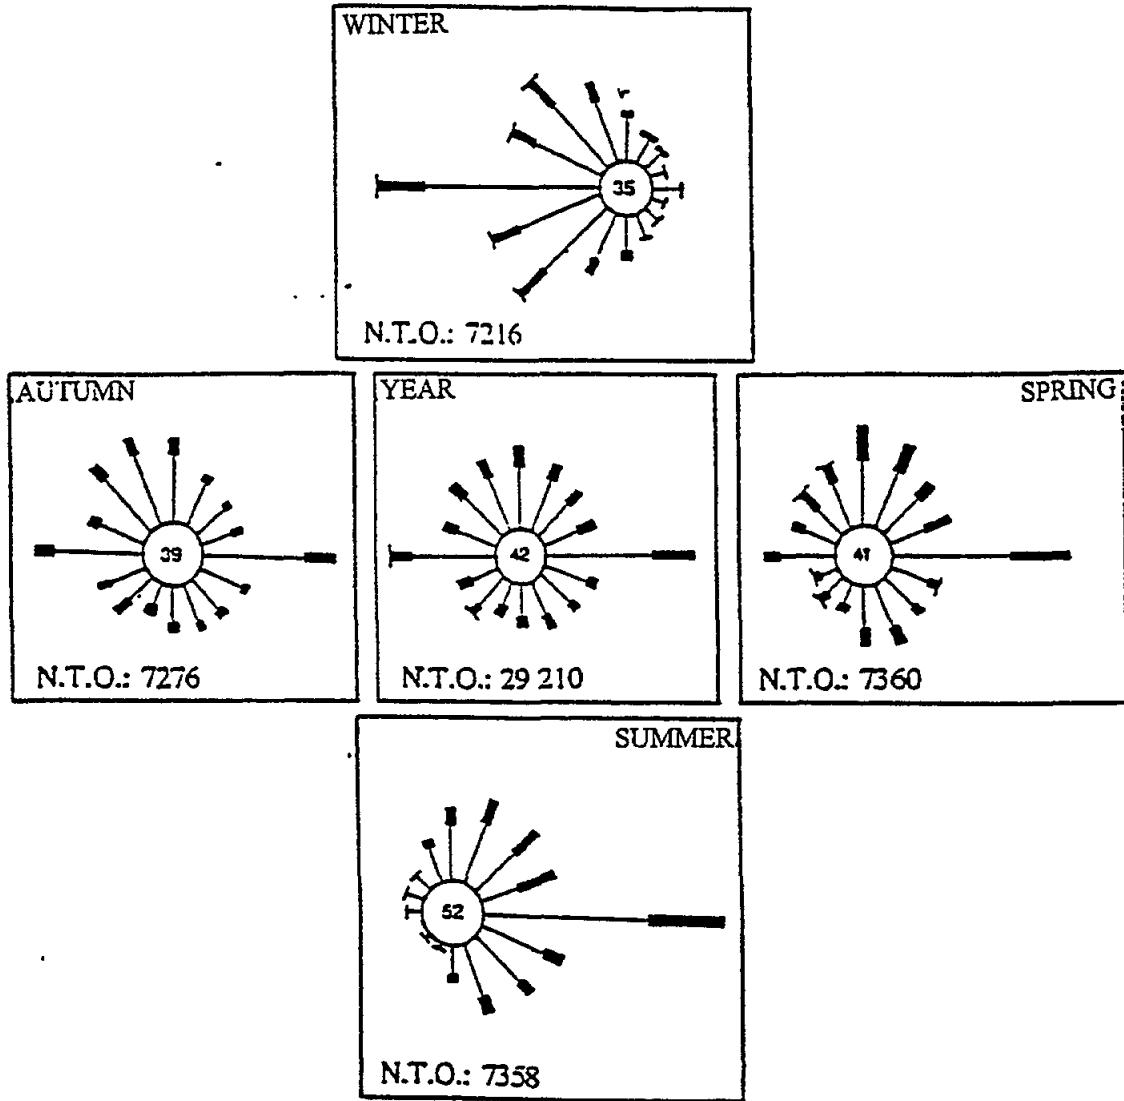 WINTER
35
N.T.O.: 7216
AUTUMN
39
N.T.O.: 7276
YEAR
42
N.T.O.: 29 210
SPRING
41
N.T.O.: 7360
SUMMER
52
N.T.O.: 7358